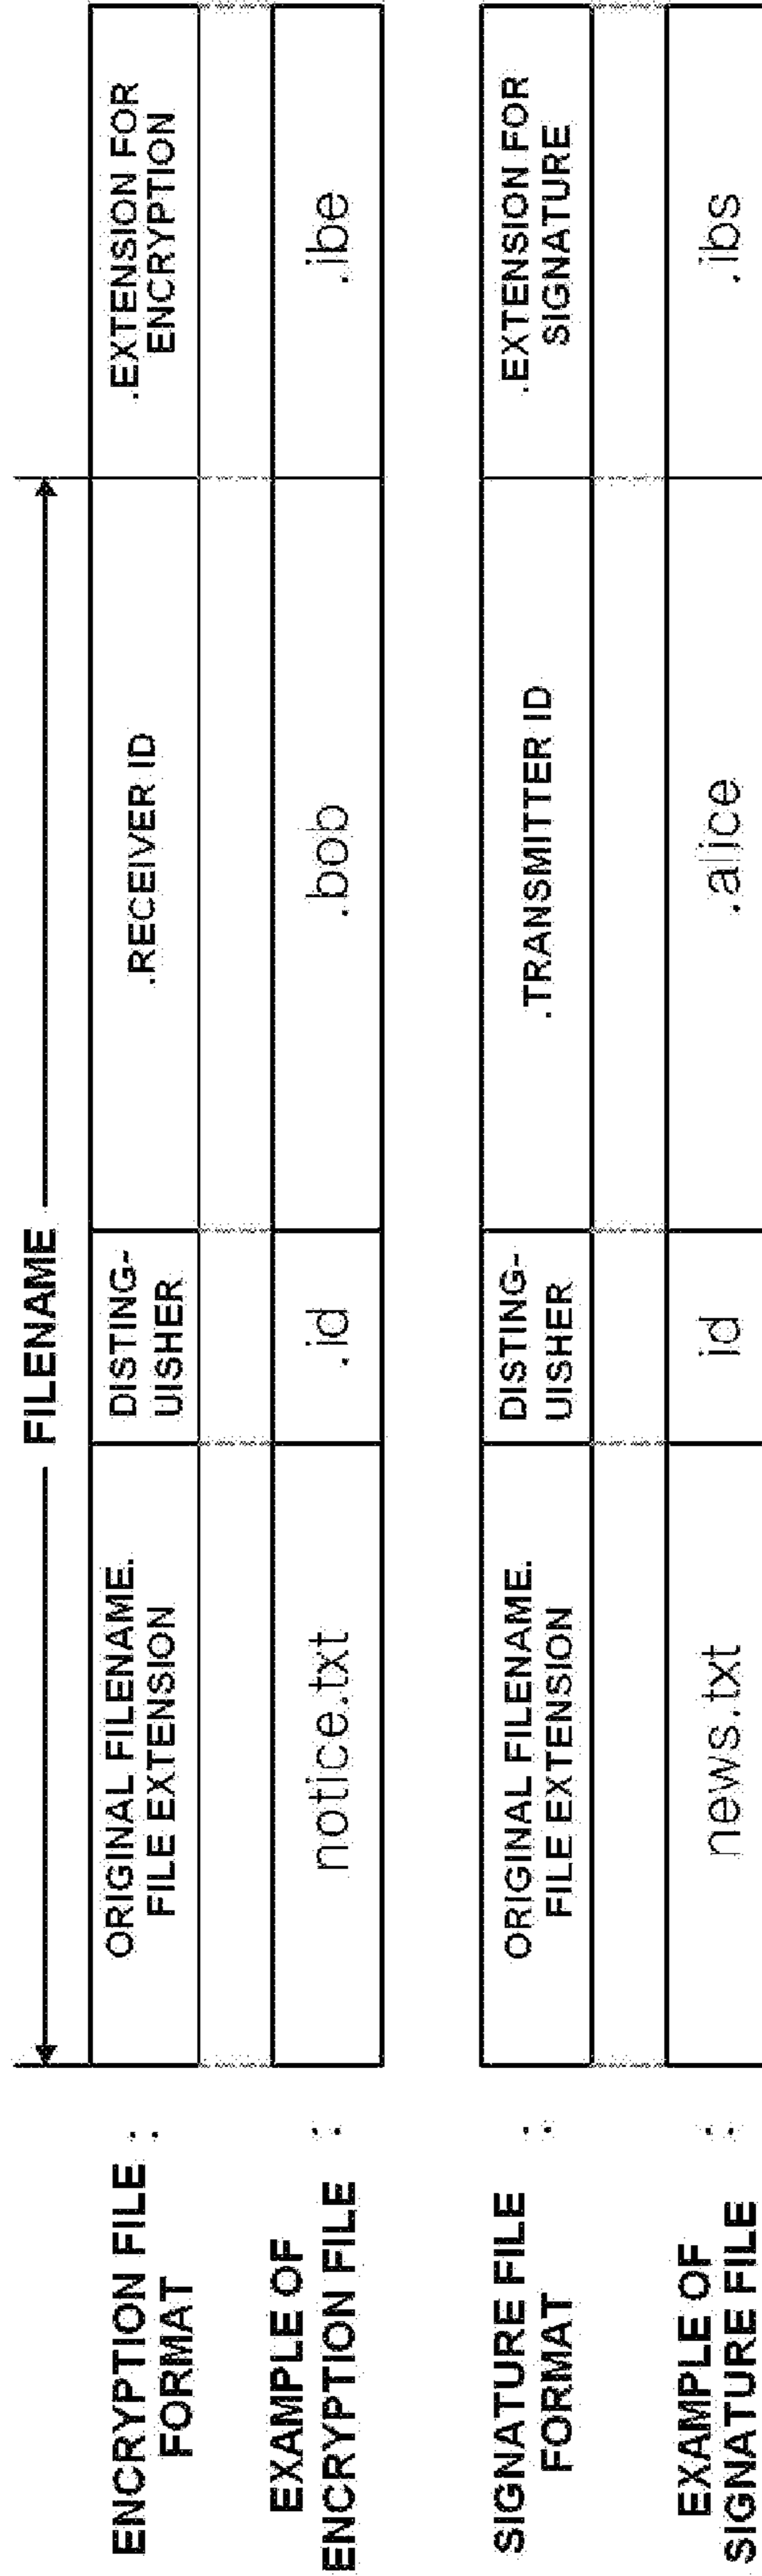 FILENAME
ENCRYPTION FILE FORMAT :
ORIGINAL FILENAME.
FILE EXTENSION
DISTING-
UISHER
.RECEIVER ID
.EXTENSION FOR
ENCRYPTION
EXAMPLE OF
ENCRYPTION FILE :
notice.txt
.id
.bob
.ibe
SIGNATURE FILE
FORMAT :
ORIGINAL FILENAME.
FILE EXTENSION
DISTING-
UISHER
.TRANSMITTER ID
.EXTENSION FOR
SIGNATURE
EXAMPLE OF
SIGNATURE FILE :
news.txt
id
.alice
.ibs